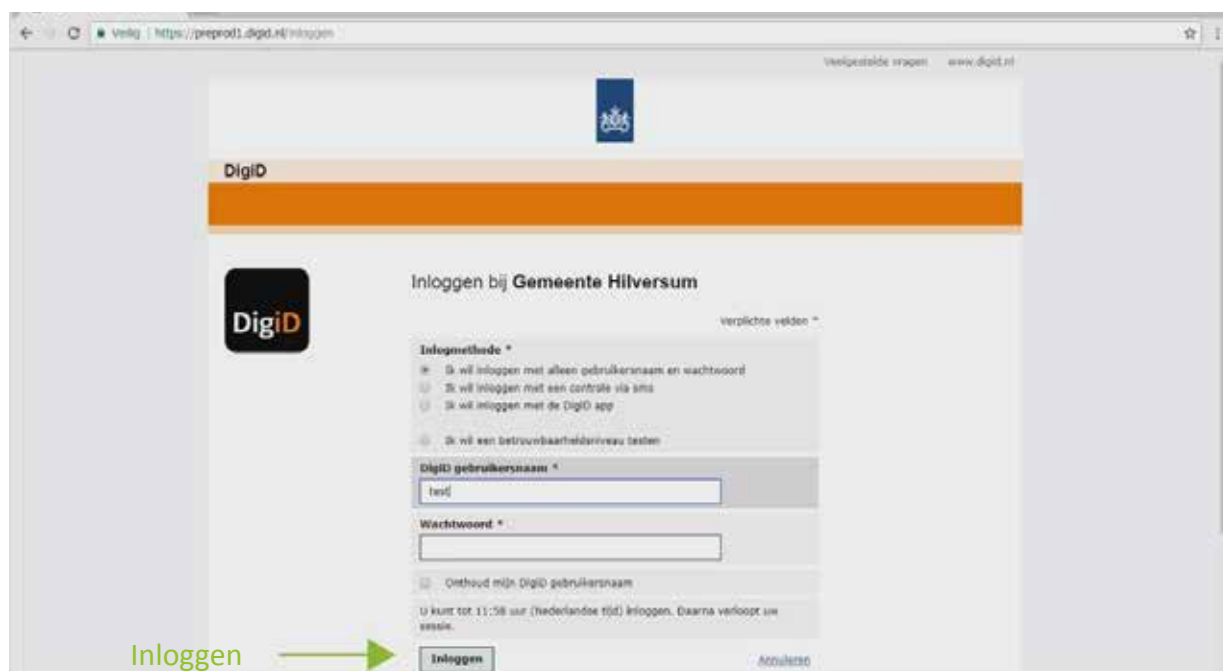 Veilig | https://preprod1.digid.nl/inloggen
Veelgestelde vragen www.digid.nl
DigiD
DigiD
Inloggen bij Gemeente Hilversum
Verplichte velden *
Inlogmethode *
Ik wil inloggen met alleen gebruikersnaam en wachtwoord
Ik wil inloggen met een controle via sms
Ik wil inloggen met de DigiD app
Ik wil een betrouwbaarheidsniveau testen
DigiD gebruikersnaam *
test
Wachtwoord *
Onthoud mijn DigiD gebruikersnaam
U kunt tot 11:58 uur (Nederlandse tijd) inloggen. Daarna verloopt uw
sessie.
Inloggen
Inloggen
Annuleren